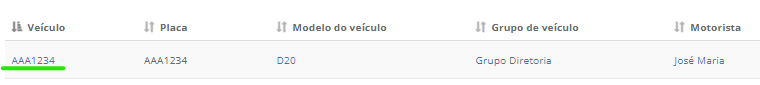 Veículo Placa Modelo do veículo Grupo de veículo Motorista
AAA1234 AAA1234 D20 Grupo Diretoria José Maria